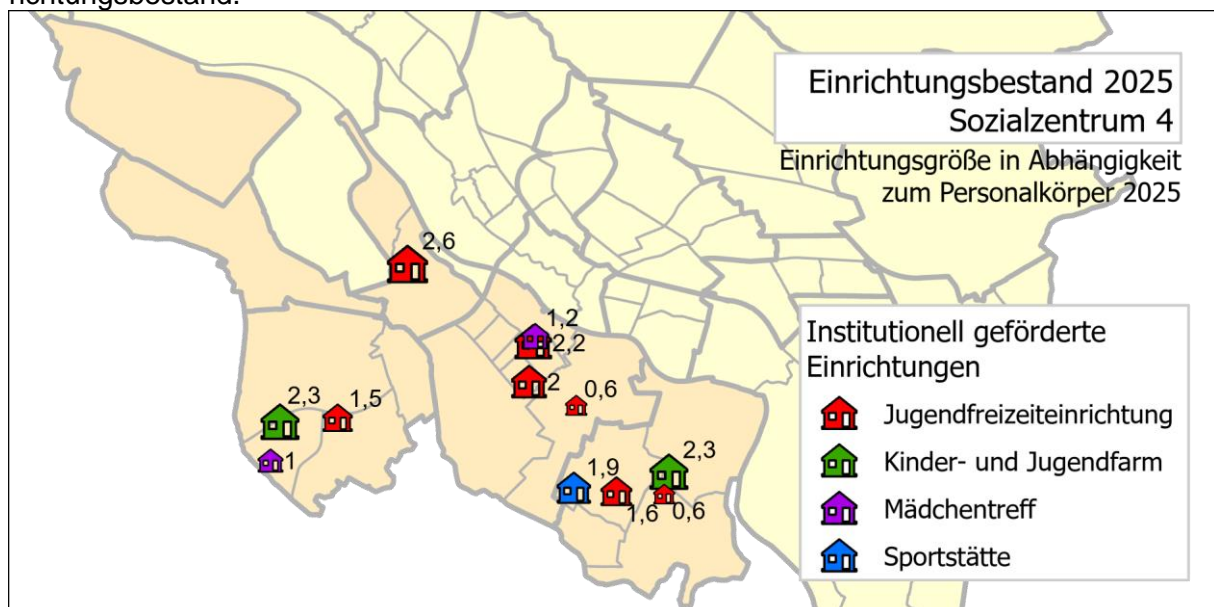 richtungsbestand.
Einrichtungsbestand 2025
Sozialzentrum 4
Einrichtungsgröße in Abhängigkeit
zum Personalkörper 2025
2,6
1,2
2,2
2
0,6
2,3
1,5
1
2,3
1,9
1,6
0,6
Institutionell geförderte
Einrichtungen
Jugendfreizeiteinrichtung
Kinder- und Jugendfarm
Mädchentreff
Sportstätte